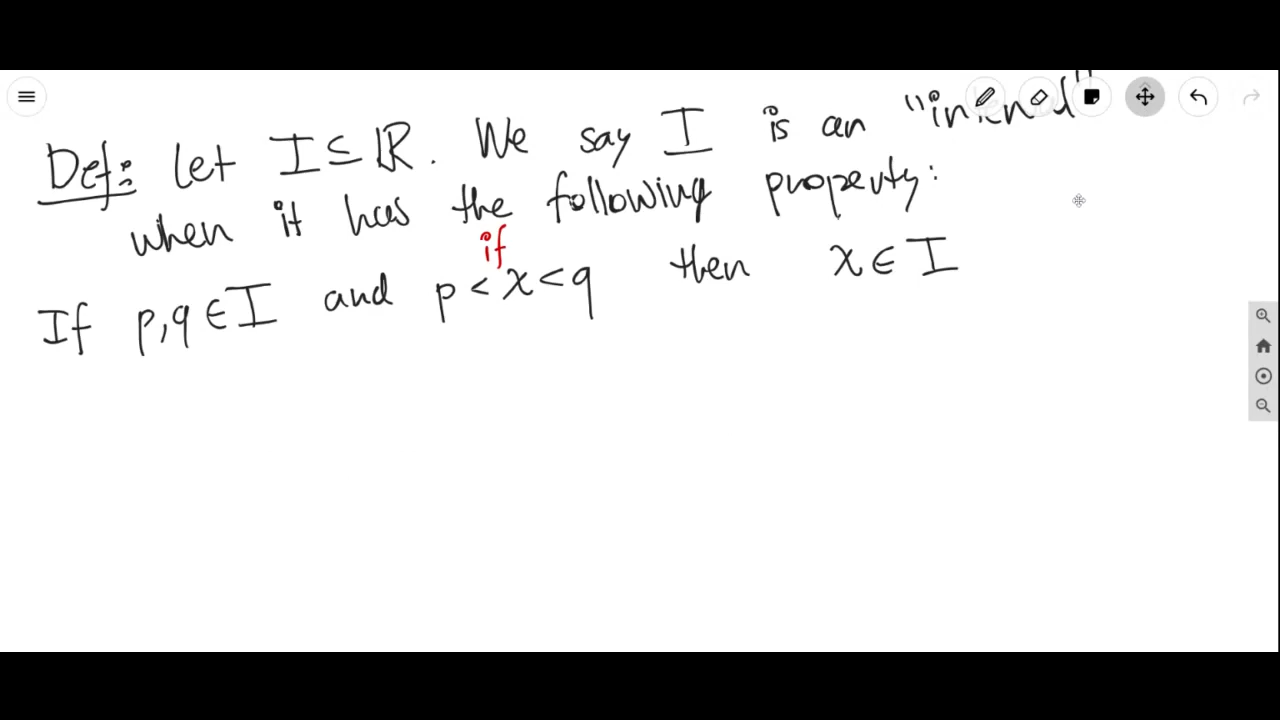 Def: Let I ⊆ ℝ. We say I is an "interval"
when it has the following property:
if
If p,q ∈ I and p < x < q then x ∈ I